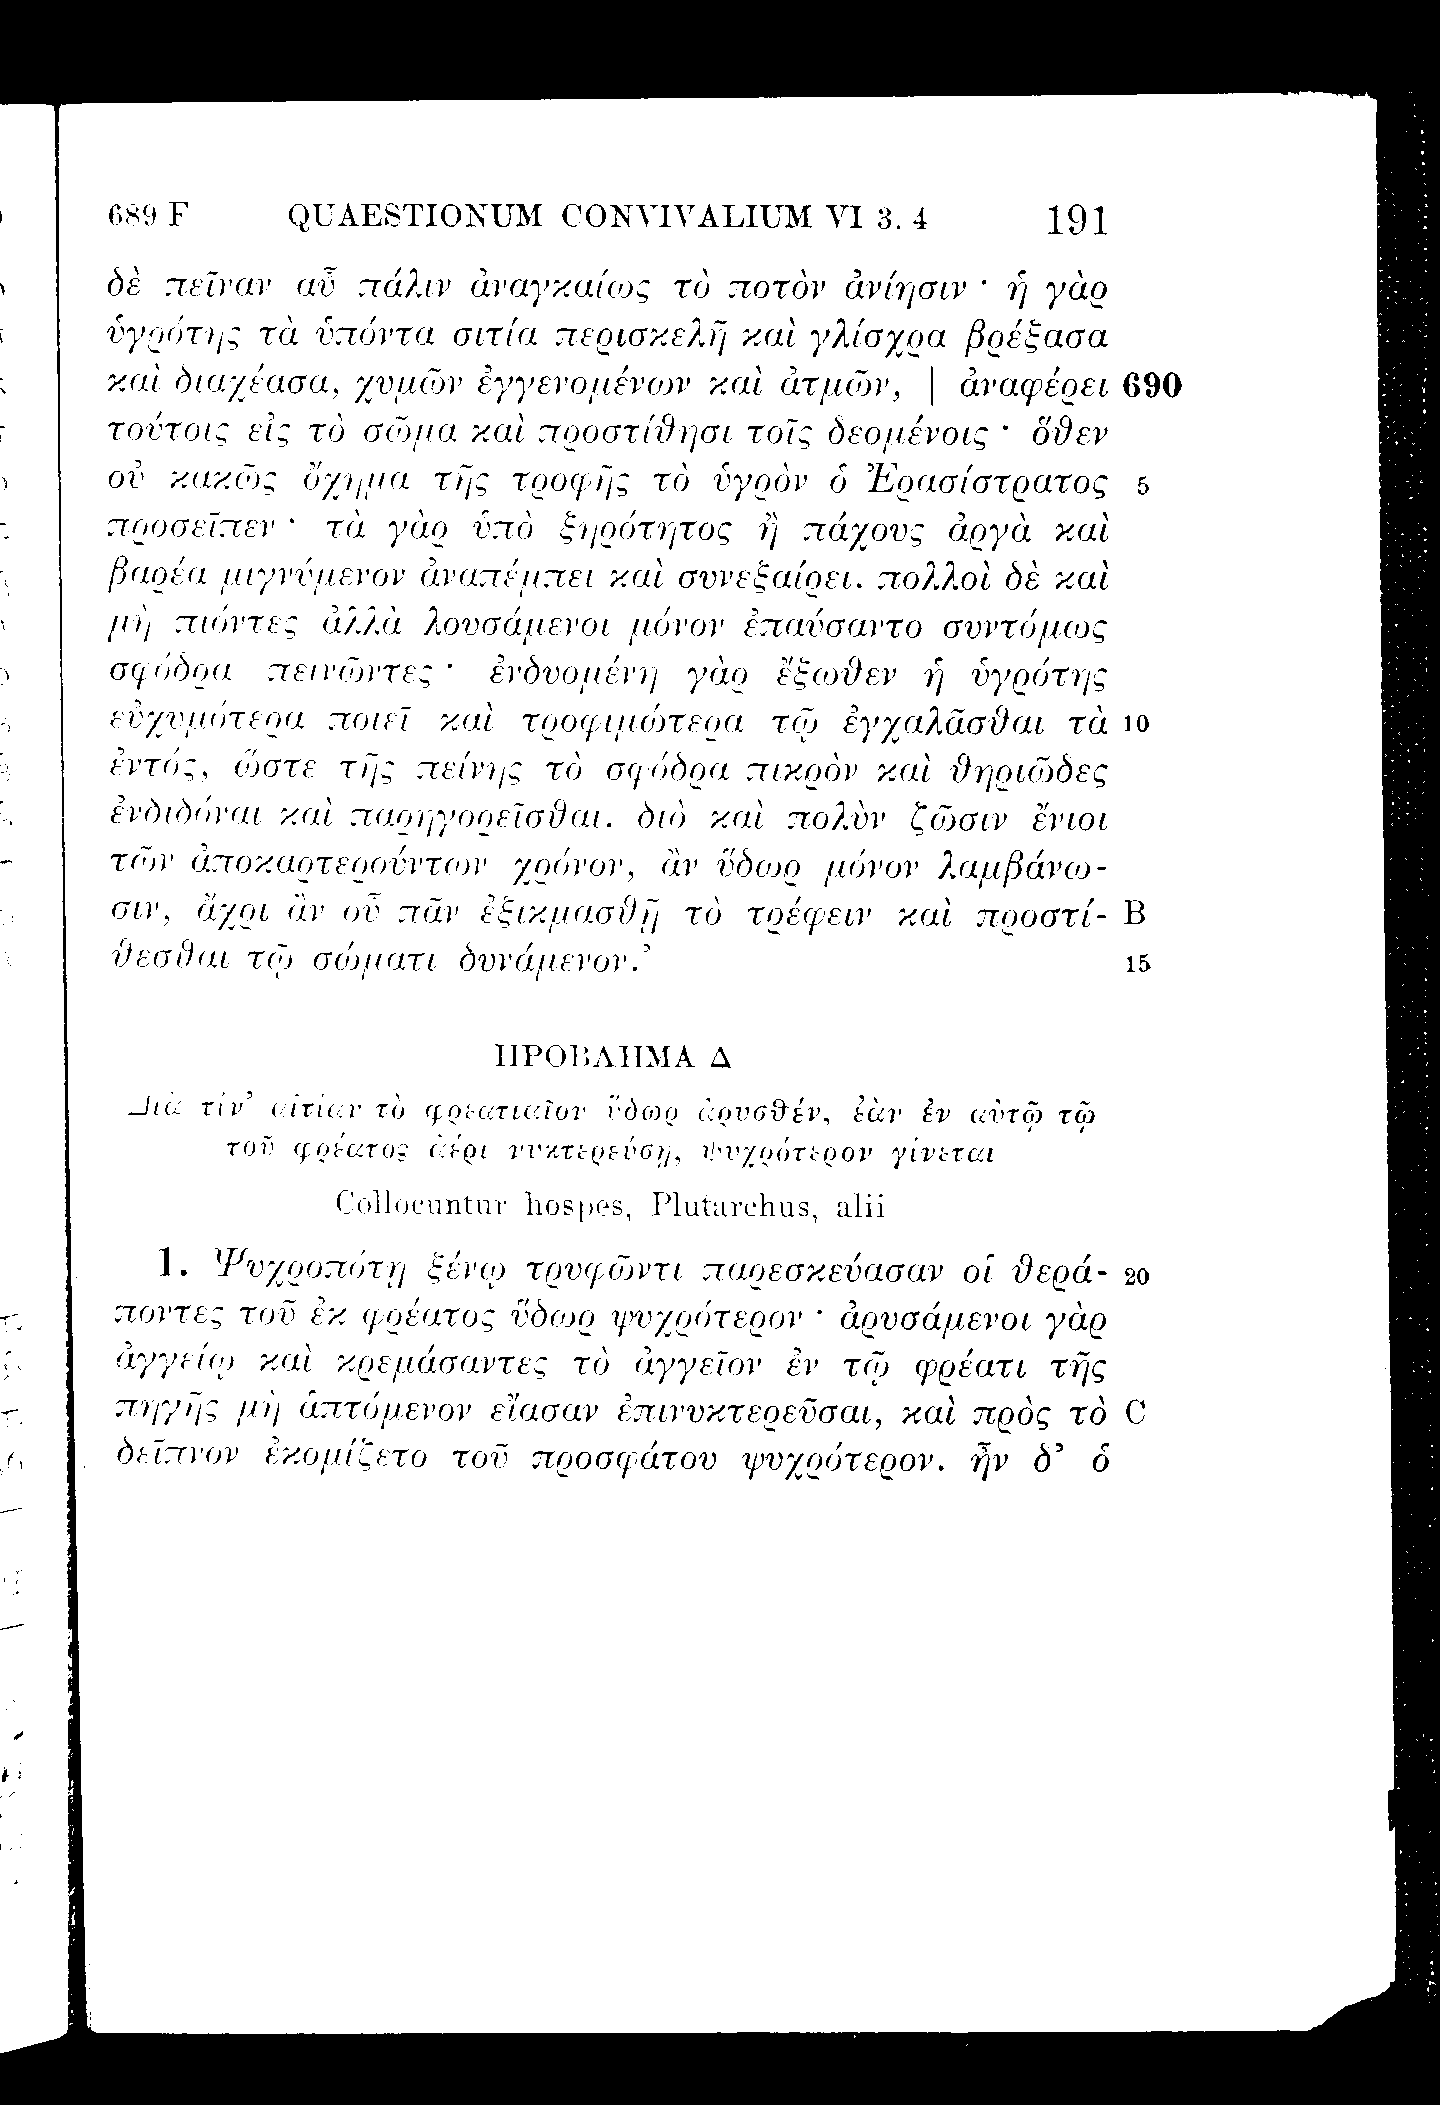 689 F QUAESTIONUM CONVIVALIUM VI 3. 4 191
δὲ πεῖναν αὖ πάλιν ἀναγκαίως τὸ ποτὸν ἀνίησιν · ἡ γὰρ
ὑγρότης τὰ ὑπόντα σιτία περισκελῆ καὶ γλίσχρα βρέξασα
καὶ διαχέασα, χυμῶν ἐγγενομένων καὶ ἀτμῶν, | ἀναφέρει 690
τούτοις εἰς τὸ σῶμα καὶ προστίθησι τοῖς δεομένοις · ὅθεν
οὐ κακῶς ὄχημα τῆς τροφῆς τὸ ὑγρὸν ὁ Ἐρασίστρατος 5
προσεῖπεν · τὰ γὰρ ὑπὸ ξηρότητος ἢ πάχους ἀργὰ καὶ
βαρέα μιγνύμενον ἀναπέμπει καὶ συνεξαίρει. πολλοὶ δὲ καὶ
μὴ πιόντες ἀλλὰ λουσάμενοι μόνον ἐπαύσαντο συντόμως
σφόδρα πεινῶντες · ἐνδυομένη γὰρ ἔξωθεν ἡ ὑγρότης
εὐχυμότερα ποιεῖ καὶ τροφιμώτερα τῷ ἐγχαλᾶσθαι τὰ 10
ἐντός, ὥστε τῆς πείνης τὸ σφόδρα πικρὸν καὶ θηριῶδες
ἐνδιδόναι καὶ παρηγορεῖσθαι. διὸ καὶ πολὺν ζῶσιν ἔνιοι
τῶν ἀποκαρτερούντων χρόνον, ἂν ὕδωρ μόνον λαμβάνω-
σιν, ἄχρι ἂν οὗ πᾶν ἐξικμασθῇ τὸ τρέφειν καὶ προστί- B
θεσθαι τῷ σώματι δυνάμενον.’ 15
ΠΡΟΒΛΗΜΑ Δ
Διὰ τίν’ αἰτίαν τὸ φρεατιαῖον ὕδωρ ἀρυσθέν, ἐὰν ἐν αὐτῷ τῷ
τοῦ φρέατος ἀέρι νυκτερεύσῃ, ψυχρότερον γίνεται
Collocuntur hospes, Plutarchus, alii
1. Ψυχροπότῃ ξένῳ τρυφῶντι παρεσκεύασαν οἱ θερά- 20
ποντες τοῦ ἐκ φρέατος ὕδωρ ψυχρότερον · ἀρυσάμενοι γὰρ
ἀγγείῳ καὶ κρεμάσαντες τὸ ἀγγεῖον ἐν τῷ φρέατι τῆς
πηγῆς μὴ ἁπτόμενον εἴασαν ἐπινυκτερεῦσαι, καὶ πρὸς τὸ C
δεῖπνον ἐκομίζετο τοῦ προσφάτου ψυχρότερον. ἦν δ’ ὁ